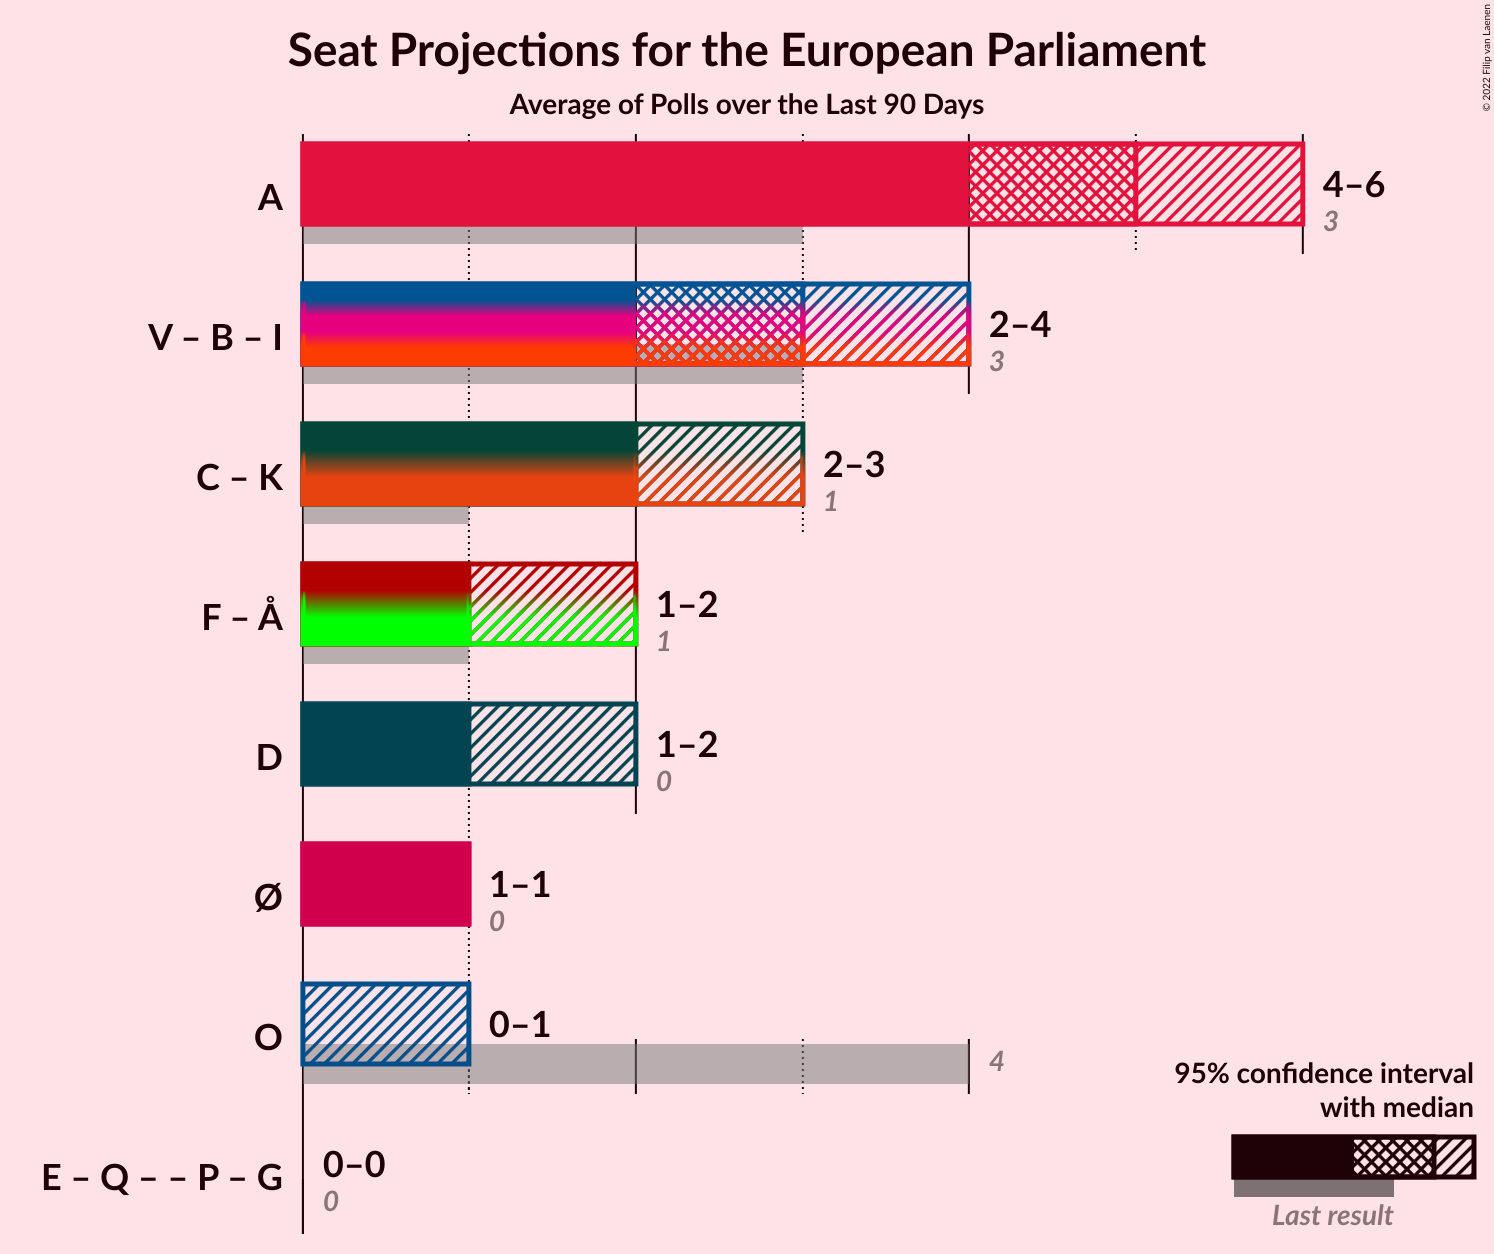 Seat Projections for the European Parliament
Average of Polls over the Last 90 Days
© 2022 Filip van Laenen
A
4–6
3
V – B – I
2–4
3
C – K
2–3
1
F – Å
1–2
1
D
1–2
0
Ø
1–1
0
O
0–1
4
E – Q – – P – G
0–0
0
95% confidence interval
with median
Last result